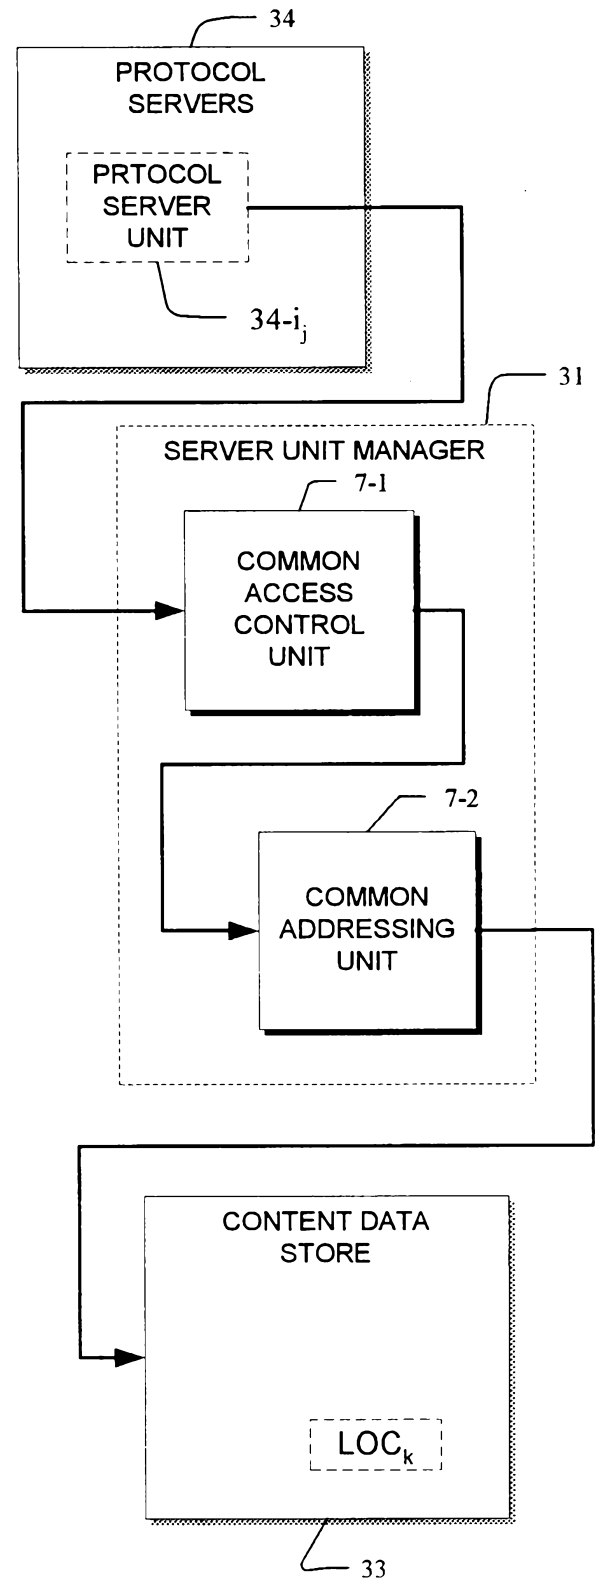 34
PROTOCOL
SERVERS
PRTOCOL
SERVER
UNIT
34-ij
31
SERVER UNIT MANAGER
7-1
COMMON
ACCESS
CONTROL
UNIT
7-2
COMMON
ADDRESSING
UNIT
CONTENT DATA
STORE
LOCk
33